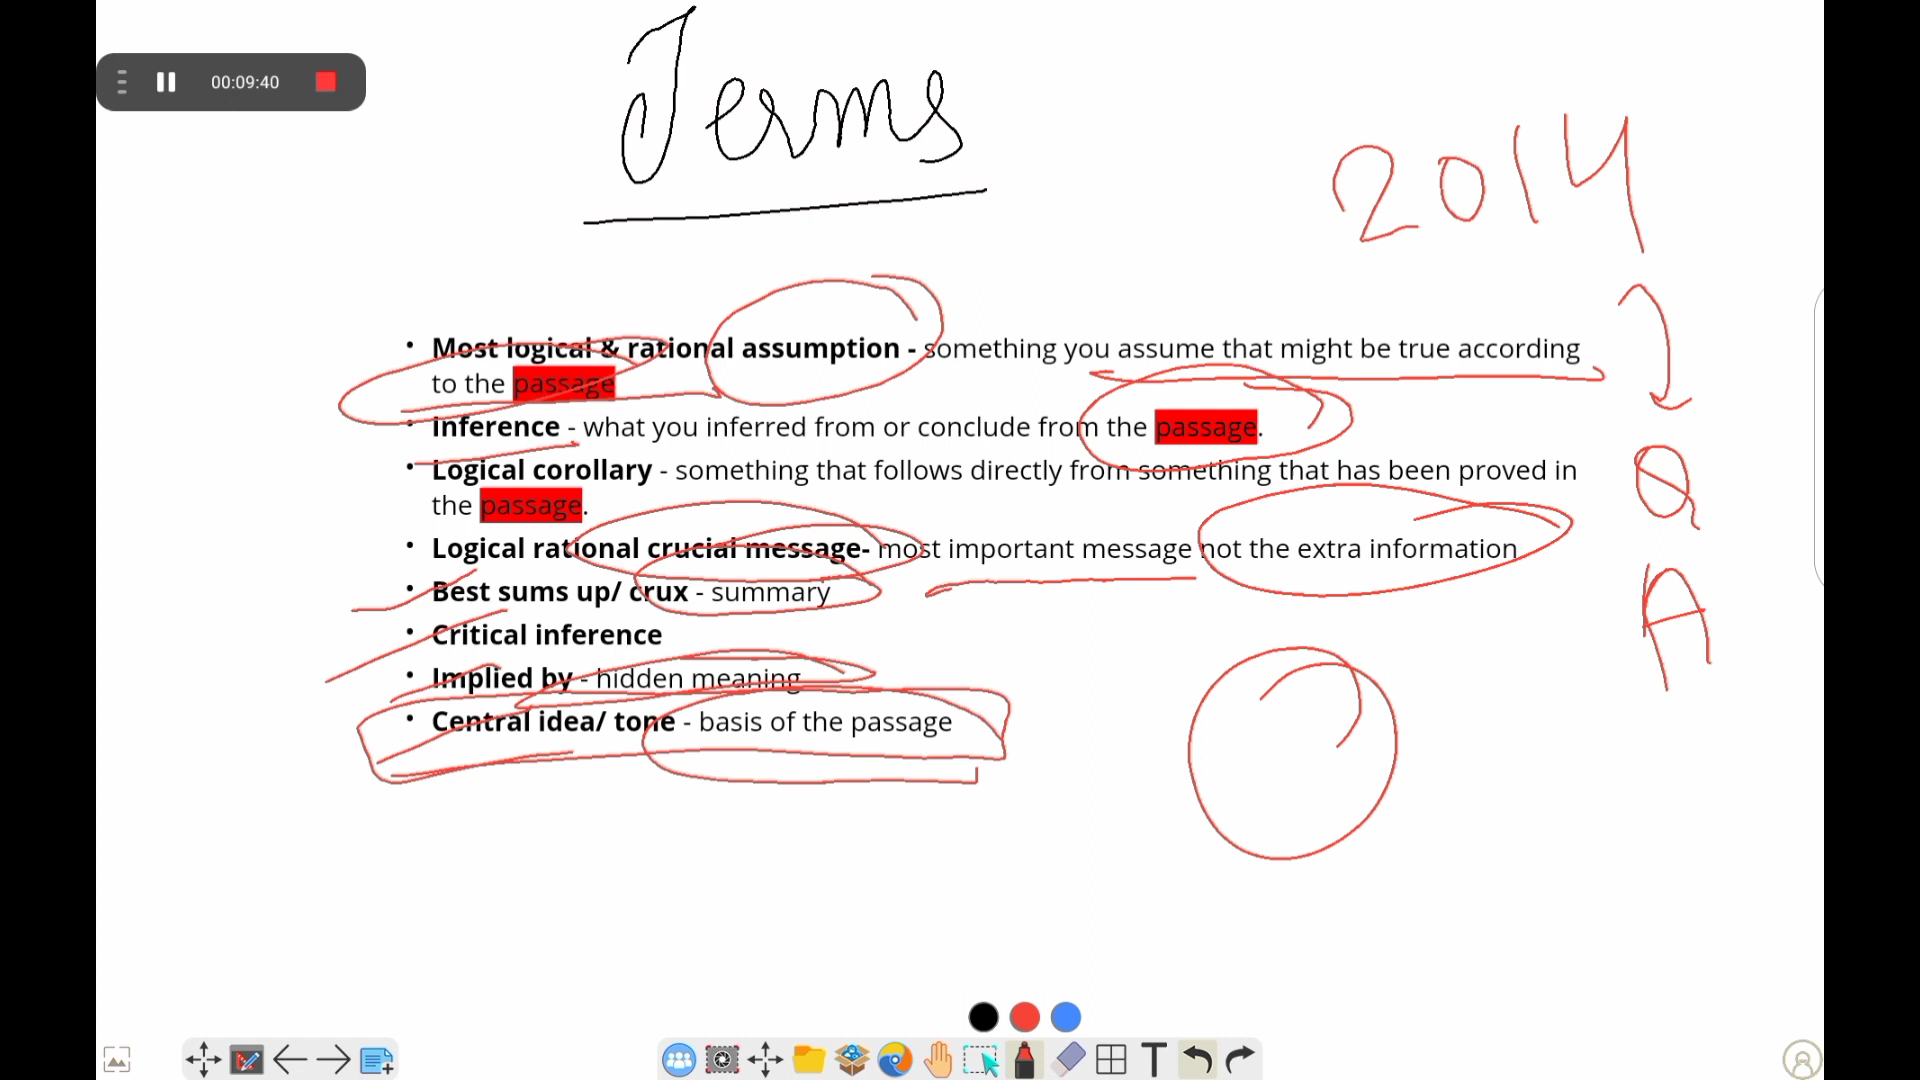 00:09:40
Terms
2014
• Most logical & rational assumption - something you assume that might be true according
to the passage
• Inference - what you inferred from or conclude from the passage.
• Logical corollary - something that follows directly from something that has been proved in
the passage.
• Logical rational crucial message- most important message not the extra information
• Best sums up/ crux - summary
• Critical inference
• Implied by - hidden meaning
• Central idea/ tone - basis of the passage
Q
A
T